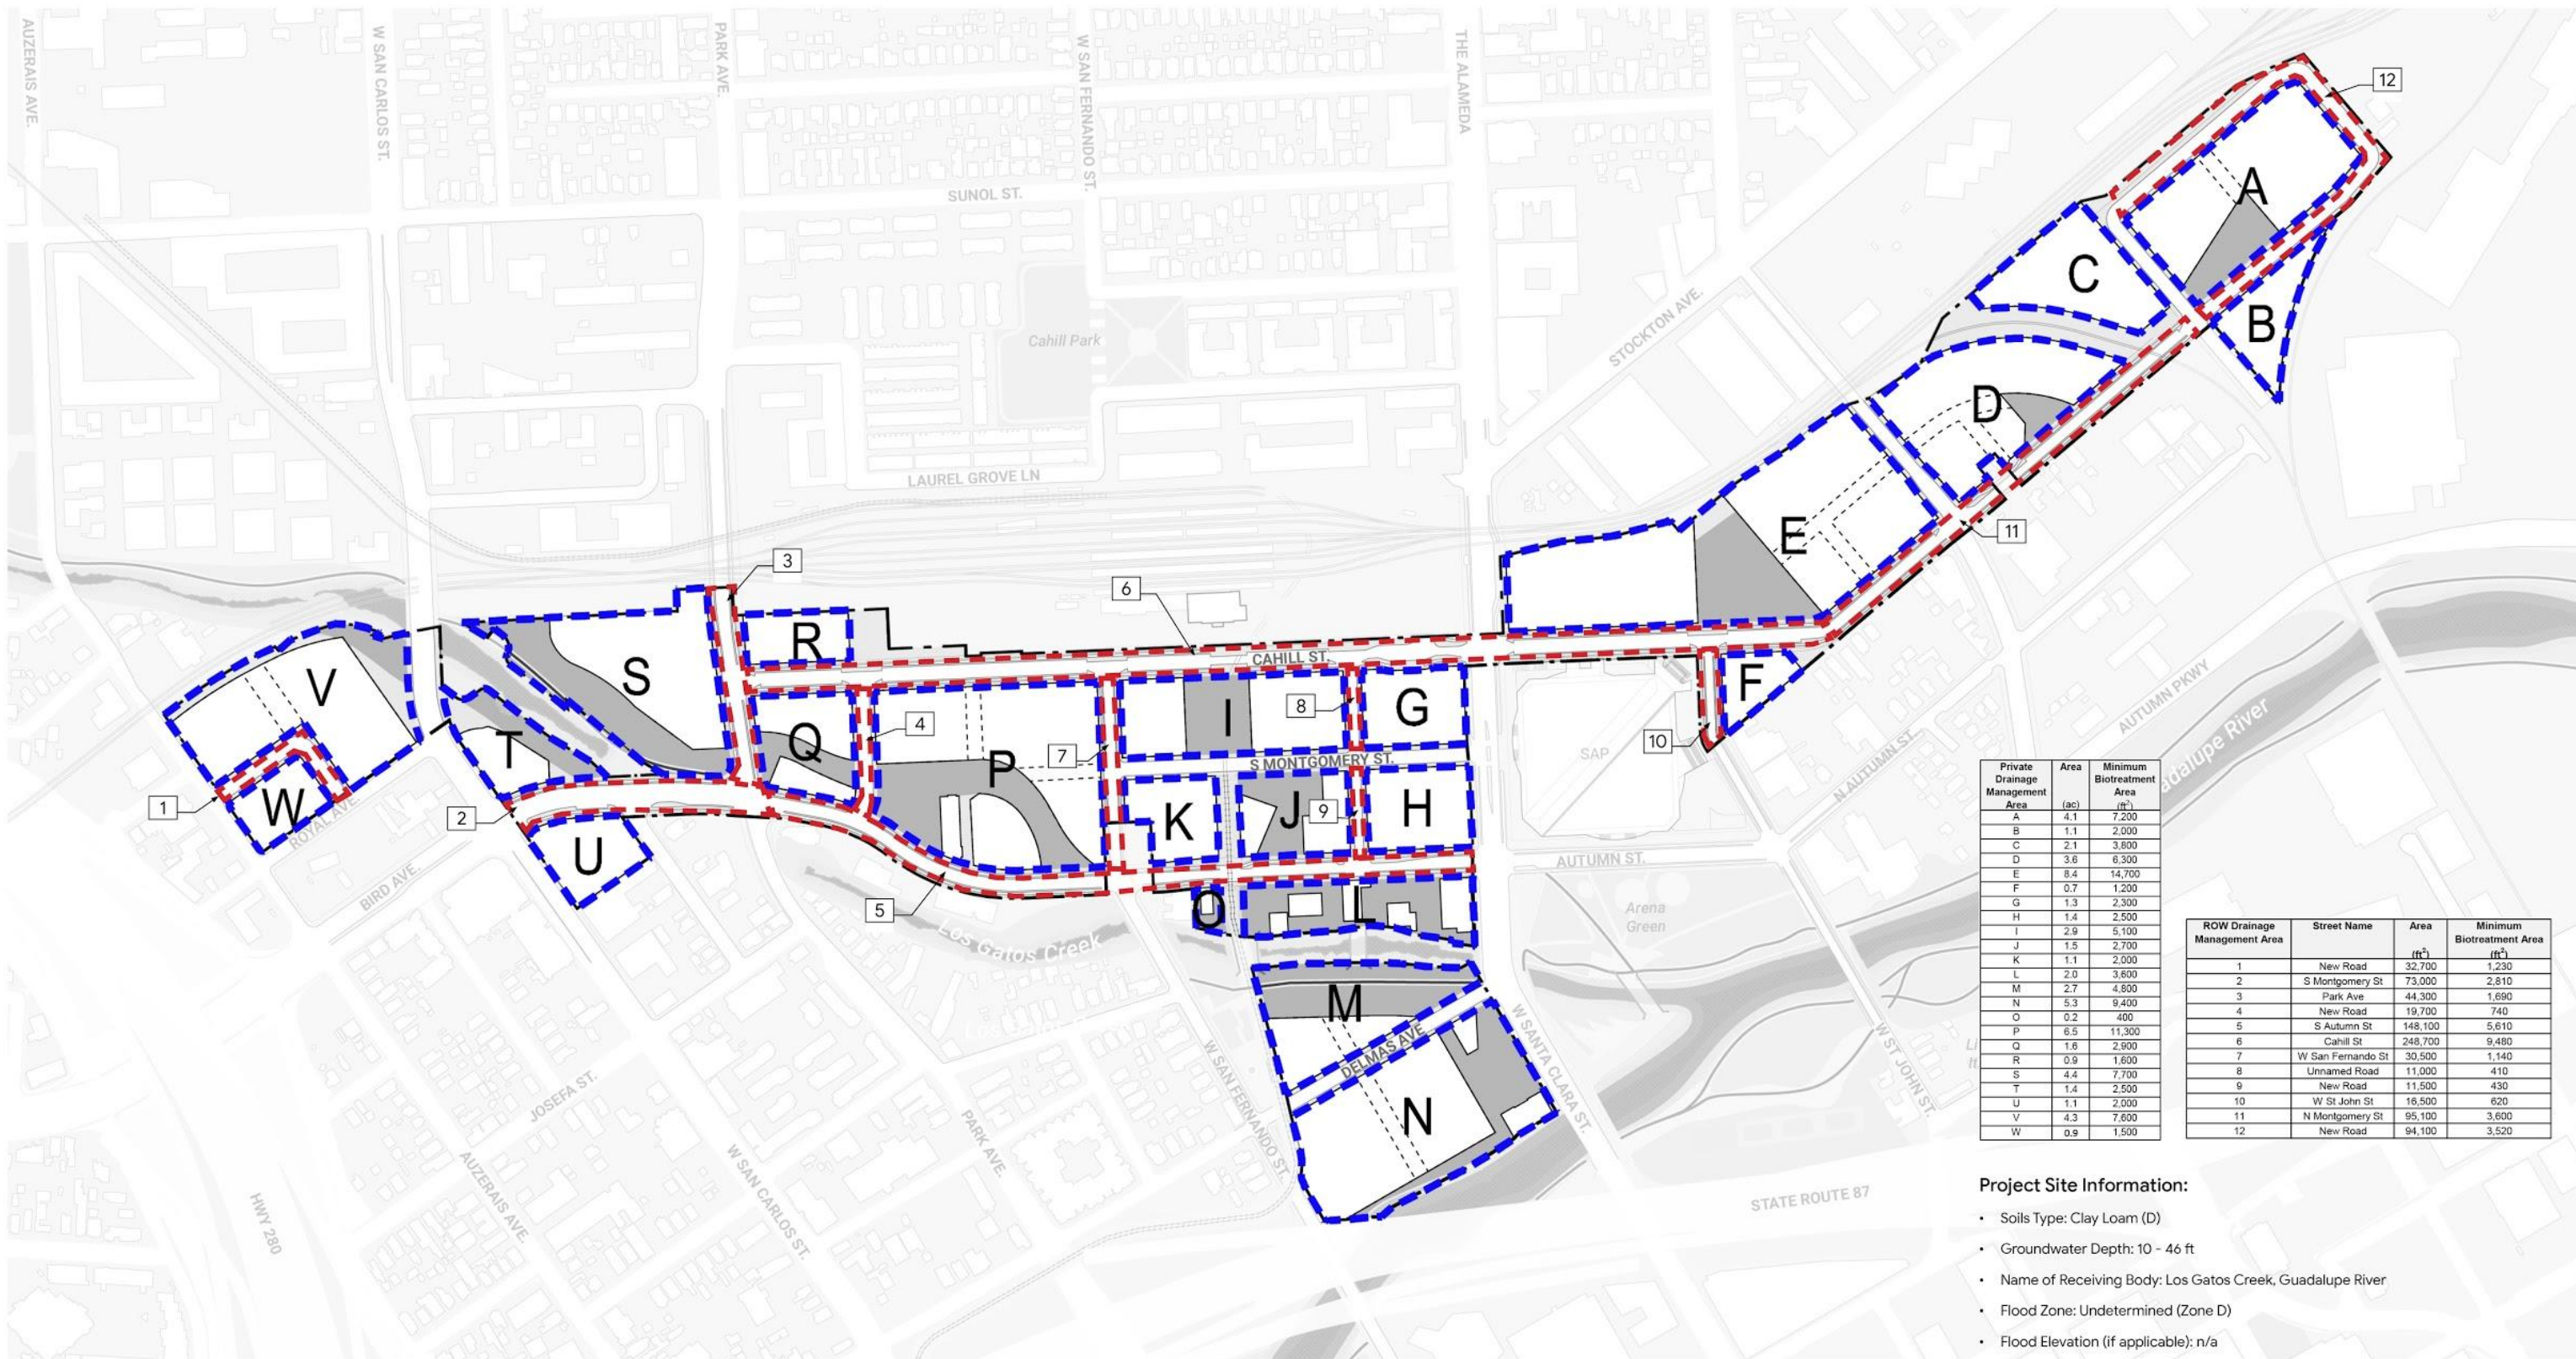 AUZERAIS AVE.
W SAN CARLOS ST.
PARK AVE.
W SAN FERNANDO ST.
THE ALAMEDA
SUNOL ST.
Cahill Park
STOCKTON AVE.
LAUREL GROVE LN
12
A
C
B
D
E
11
3
6
R
CAHILL ST.
F
V
S
Q
4
P
7
I
8
G
10
SAP
S MONTGOMERY ST.
N AUTUMN ST.
AUTUMN PKWY
1
W
ROYAL AVE.
T
2
U
K
J
9
H
AUTUMN ST.
BIRD AVE.
5
O
L
Arena
Green
Los Gatos Creek
M
DELMAS AVE
N
W SANTA CLARA ST.
W ST JOHN ST.
W SAN FERNANDO ST.
JOSEFA ST.
PARK AVE.
W SAN CARLOS ST.
AUZERAIS AVE.
HWY 280
STATE ROUTE 87
Guadalupe River
Private Drainage Management Area Area (ac) Minimum Biotreatment Area (ft²)
A 4.1 7,200
B 1.1 2,000
C 2.1 3,800
D 3.6 6,300
E 8.4 14,700
F 0.7 1,200
G 1.3 2,300
H 1.4 2,500
I 2.9 5,100
J 1.5 2,700
K 1.1 2,000
L 2.0 3,600
M 2.7 4,800
N 5.3 9,400
O 0.2 400
P 6.5 11,300
Q 1.6 2,900
R 0.9 1,600
S 4.4 7,700
T 1.4 2,500
U 1.1 2,000
V 4.3 7,600
W 0.9 1,500
ROW Drainage Management Area Street Name Area (ft²) Minimum Biotreatment Area (ft²)
1 New Road 32,700 1,230
2 S Montgomery St 73,000 2,810
3 Park Ave 44,300 1,690
4 New Road 19,700 740
5 S Autumn St 148,100 5,610
6 Cahill St 248,700 9,480
7 W San Fernando St 30,500 1,140
8 Unnamed Road 11,000 410
9 New Road 11,500 430
10 W St John St 16,500 620
11 N Montgomery St 95,100 3,600
12 New Road 94,100 3,520
Project Site Information:
• Soils Type: Clay Loam (D)
• Groundwater Depth: 10 - 46 ft
• Name of Receiving Body: Los Gatos Creek, Guadalupe River
• Flood Zone: Undetermined (Zone D)
• Flood Elevation (if applicable): n/a